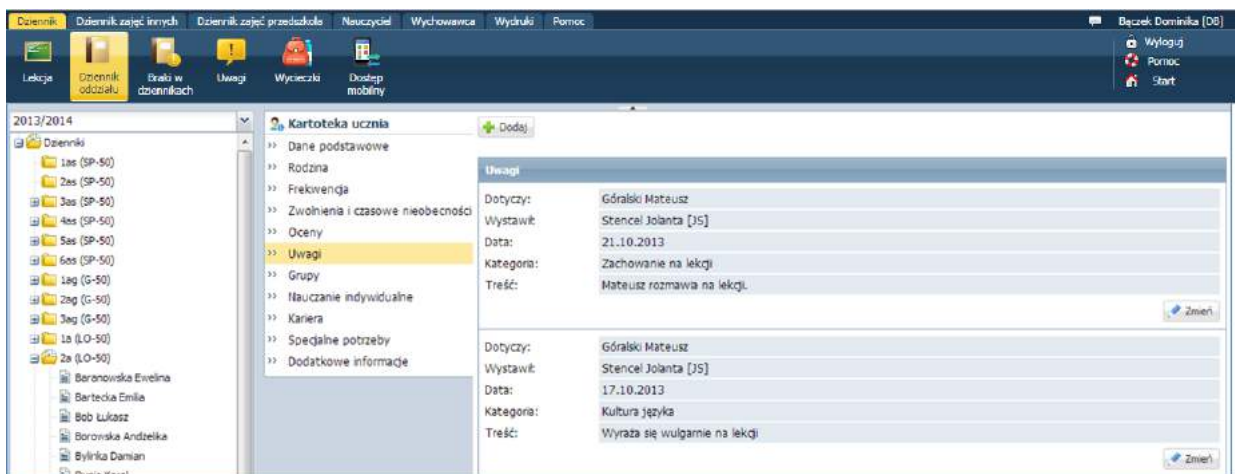 Dziennik Dziennik zajęć innych Dziennik zajęć przedszkola Nauczyciel Wychowawca Wydruki Pomoc Bączek Dominika [DB]
Lekcja
Dziennik oddziału
Braki w dziennikach
Uwagi
Wycieczki
Dostęp mobilny
Wyloguj
Pomoc
Start
2013/2014
Dzienniki
1as (SP-50)
2as (SP-50)
3as (SP-50)
4as (SP-50)
5as (SP-50)
6as (SP-50)
1ag (G-50)
2ag (G-50)
3ag (G-50)
1a (LO-50)
2a (LO-50)
Baranowska Ewelina
Bartecka Emilia
Bob Łukasz
Borowska Andżelika
Bylinka Damian
Kartoteka ucznia
Dane podstawowe
Rodzina
Frekwencja
Zwolnienia i czasowe nieobecności
Oceny
Uwagi
Grupy
Nauczanie indywidualne
Kariera
Specjalne potrzeby
Dodatkowe informacje
Dodaj
Uwagi
Dotyczy: Góralski Mateusz
Wystawił: Stencel Jolanta [JS]
Data: 21.10.2013
Kategoria: Zachowanie na lekcji
Treść: Mateusz rozmawia na lekcji.
Zmień
Dotyczy: Góralski Mateusz
Wystawił: Stencel Jolanta [JS]
Data: 17.10.2013
Kategoria: Kultura języka
Treść: Wyraża się wulgarnie na lekcji
Zmień